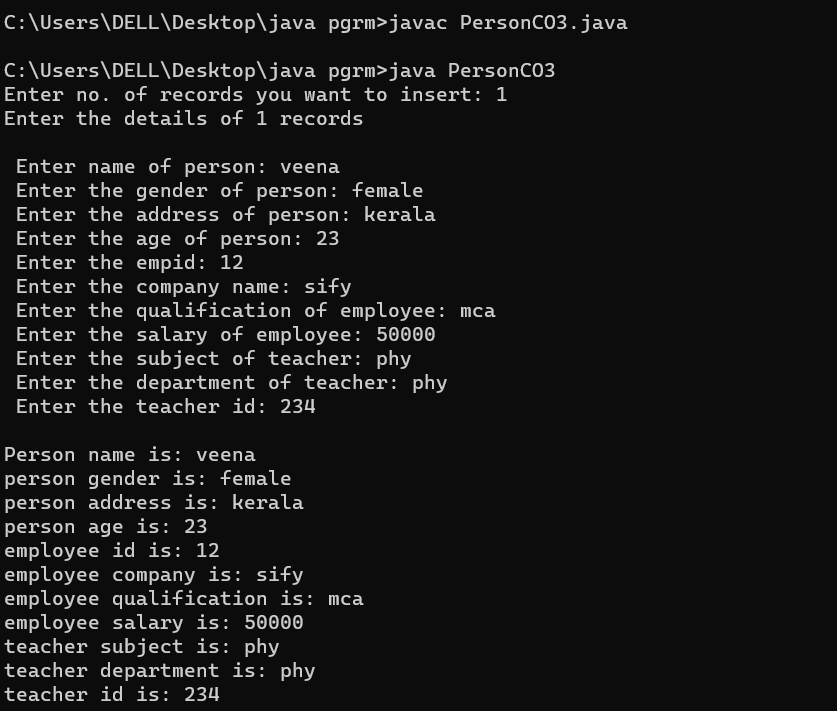 C:\Users\DELL\Desktop\java pgrm>javac PersonCO3.java
C:\Users\DELL\Desktop\java pgrm>java PersonCO3
Enter no. of records you want to insert: 1
Enter the details of 1 records
Enter name of person: veena
Enter the gender of person: female
Enter the address of person: kerala
Enter the age of person: 23
Enter the empid: 12
Enter the company name: sify
Enter the qualification of employee: mca
Enter the salary of employee: 50000
Enter the subject of teacher: phy
Enter the department of teacher: phy
Enter the teacher id: 234
Person name is: veena
person gender is: female
person address is: kerala
person age is: 23
employee id is: 12
employee company is: sify
employee qualification is: mca
employee salary is: 50000
teacher subject is: phy
teacher department is: phy
teacher id is: 234